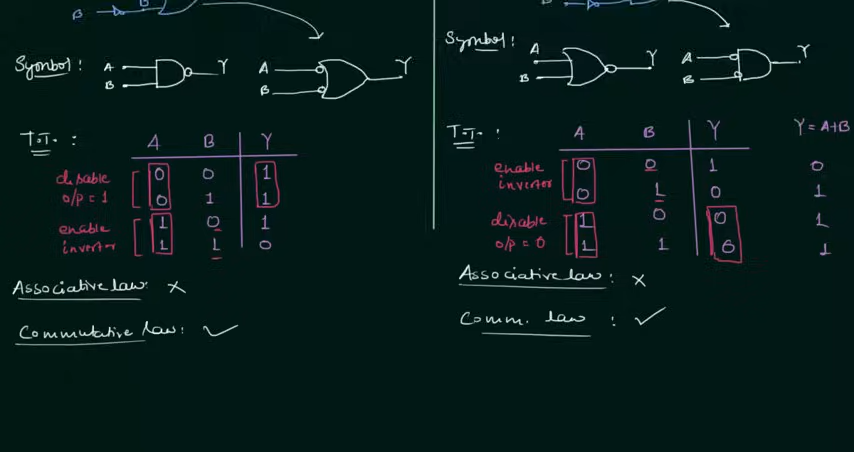 B B
Symbol: A B Y A B Y
T.T. :
A B Y
disable 0 0 1
o/p = 1 0 1 1
enable 1 0 1
inverter 1 1 0
Associative law: ×
Commutative law: ✓
B
Symbol: A B Y A B Y
T.T. :
A B Y Y = A+B
enable 0 0 1 0
inverter 0 1 0 1
disable 1 0 0 1
o/p = 0 1 1 0 1
Associative law : ×
Comm. law : ✓